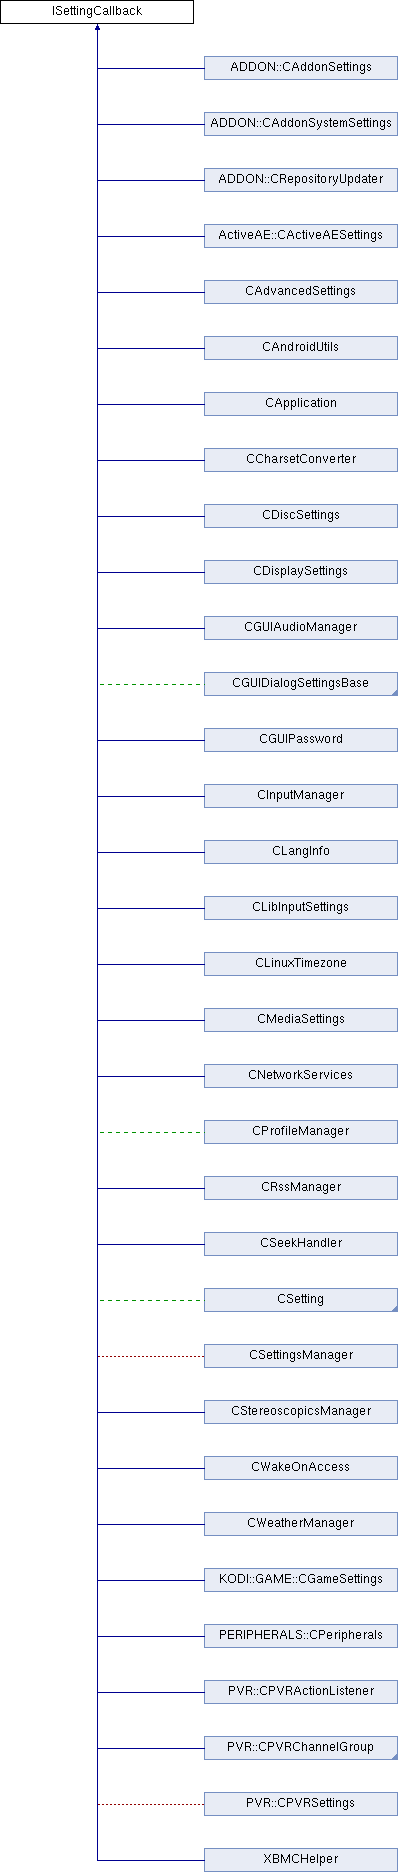 ISettingCallback
ADDON::CAddonSettings
ADDON::CAddonSystemSettings
ADDON::CRepositoryUpdater
ActiveAE::CActiveAESettings
CAdvancedSettings
CAndroidUtils
CApplication
CCharsetConverter
CDiscSettings
CDisplaySettings
CGUIAudioManager
CGUIDialogSettingsBase
CGUIPassword
CInputManager
CLangInfo
CLibInputSettings
CLinuxTimezone
CMediaSettings
CNetworkServices
CProfileManager
CRssManager
CSeekHandler
CSetting
CSettingsManager
CStereoscopicsManager
CWakeOnAccess
CWeatherManager
KODI::GAME::CGameSettings
PERIPHERALS::CPeripherals
PVR::CPVRActionListener
PVR::CPVRChannelGroup
PVR::CPVRSettings
XBMCHelper